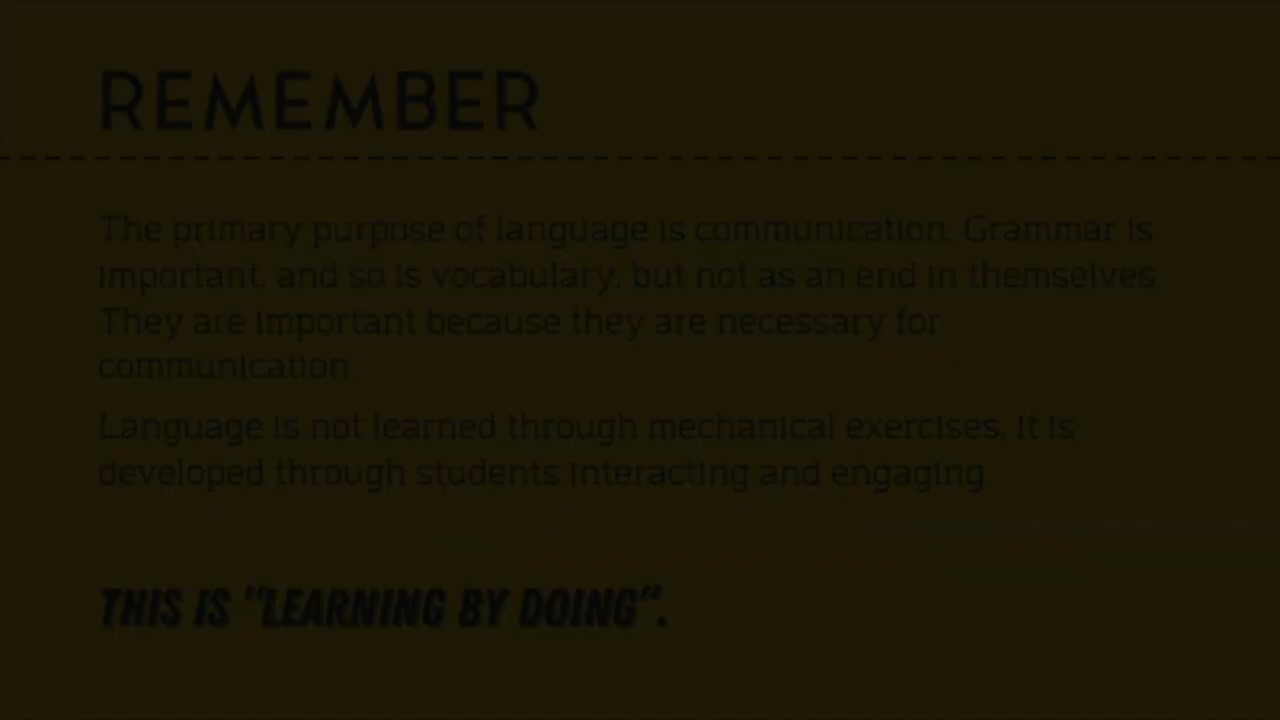 REMEMBER
The primary purpose of language is communication. Grammar is
important, and so is vocabulary, but not as an end in themselves.
They are important because they are necessary for
communication.
Language is not learned through mechanical exercises, it is
developed through students interacting and engaging.
THIS IS "LEARNING BY DOING".